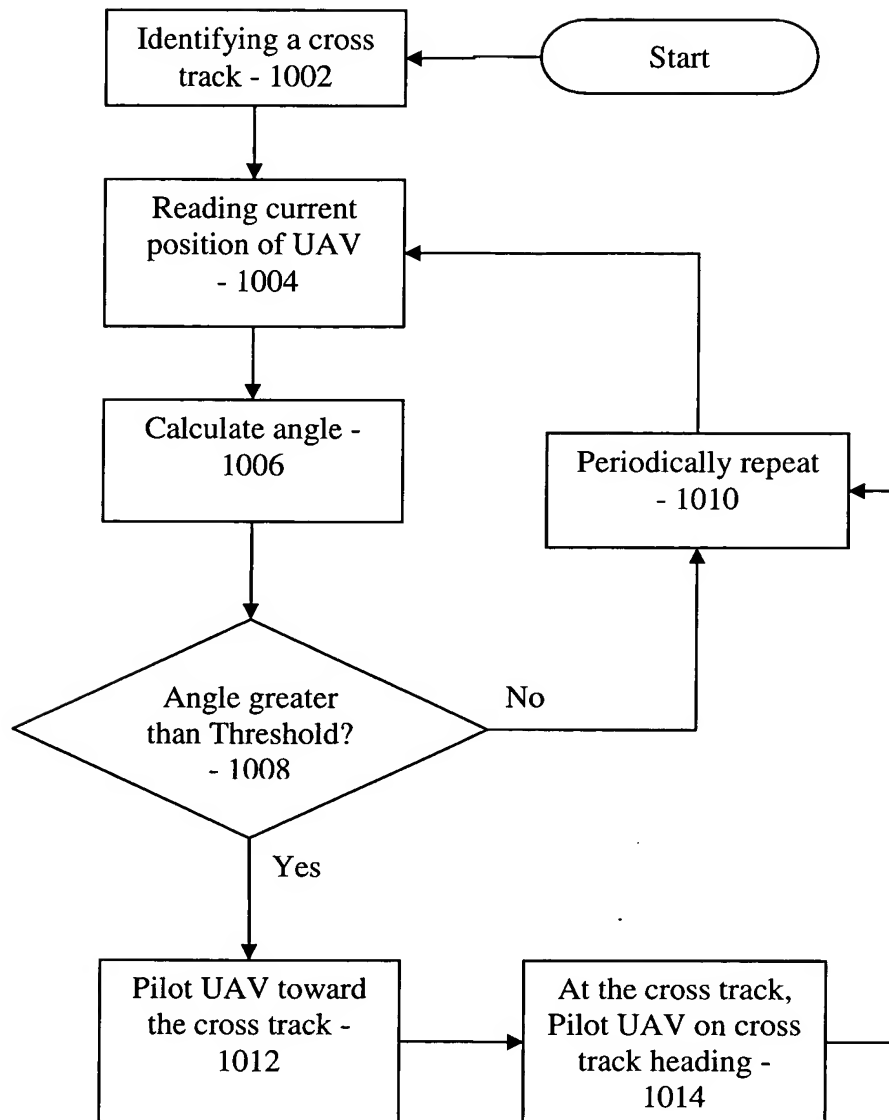 Identifying a cross
track - 1002
Start
Reading current
position of UAV
- 1004
Calculate angle -
1006
Periodically repeat
- 1010
Angle greater
than Threshold?
- 1008
No
Yes
Pilot UAV toward
the cross track -
1012
At the cross track,
Pilot UAV on cross
track heading -
1014